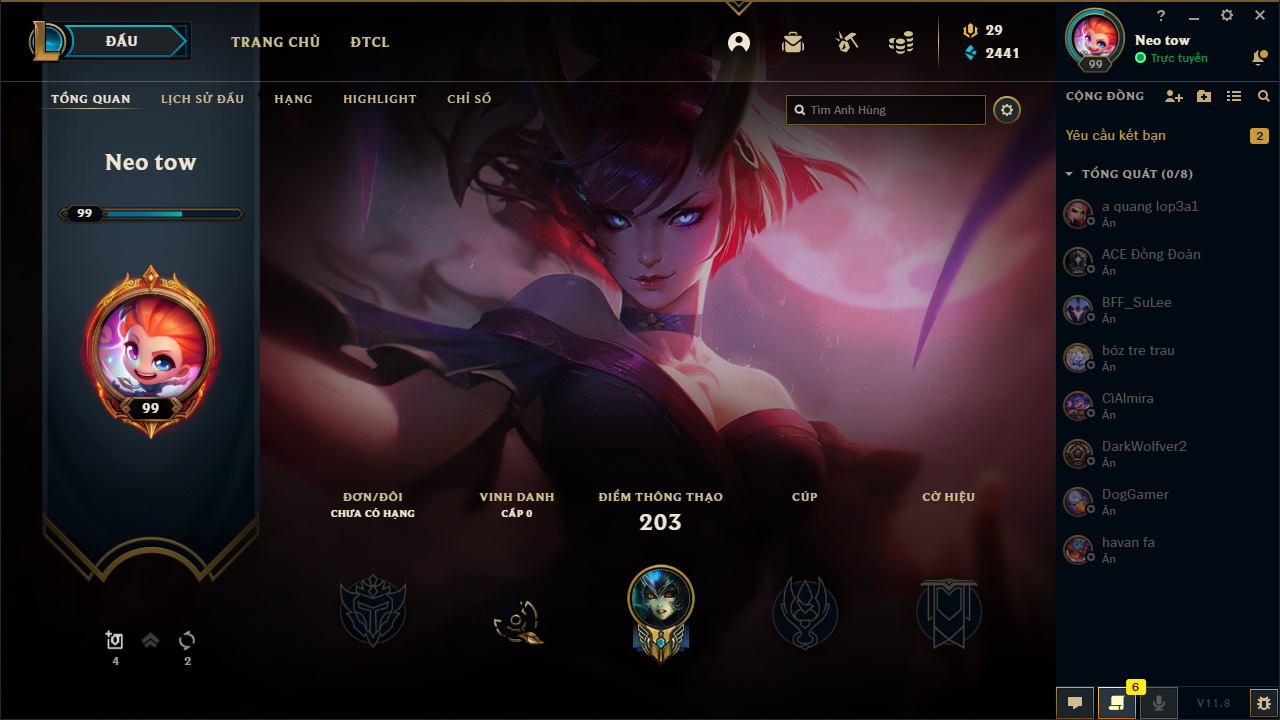 ĐẤU
TRANG CHỦ
ĐTCL
29
2441
?
Neo tow
Trực tuyến
99
TỔNG QUAN
LỊCH SỬ ĐẤU
HẠNG
HIGHLIGHT
CHỈ SỐ
Tìm Anh Hùng
CỘNG ĐỒNG
Yêu cầu kết bạn
2
TỔNG QUÁT (0/8)
a quang lop3a1
Ẩn
ACE Đồng Đoàn
Ẩn
BFF_SuLee
Ẩn
bóz tre trau
Ẩn
CìAlmira
Ẩn
DarkWolfver2
Ẩn
DogGamer
Ẩn
havan fa
Ẩn
Neo tow
99
99
ĐƠN/ĐÔI
CHƯA CÓ HẠNG
VINH DANH
CẤP 0
ĐIỂM THÔNG THẠO
203
CÚP
CỜ HIỆU
4
2
6
V11.8